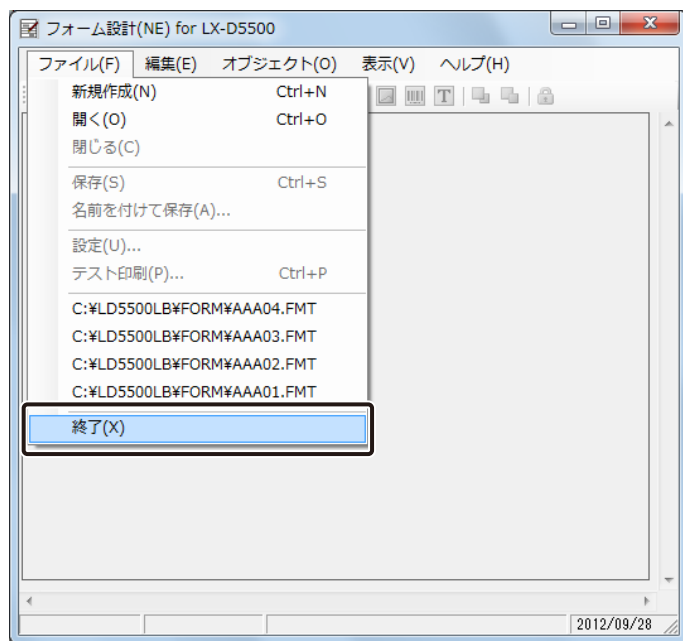 フォーム設計(NE) for LX-D5500
ファイル(F) 編集(E) オブジェクト(O) 表示(V) ヘルプ(H)
新規作成(N) Ctrl+N
開く(O) Ctrl+O
閉じる(C)
保存(S) Ctrl+S
名前を付けて保存(A)...
設定(U)...
テスト印刷(P)... Ctrl+P
C:¥LD5500LB¥FORM¥AAA04.FMT
C:¥LD5500LB¥FORM¥AAA03.FMT
C:¥LD5500LB¥FORM¥AAA02.FMT
C:¥LD5500LB¥FORM¥AAA01.FMT
終了(X)
2012/09/28